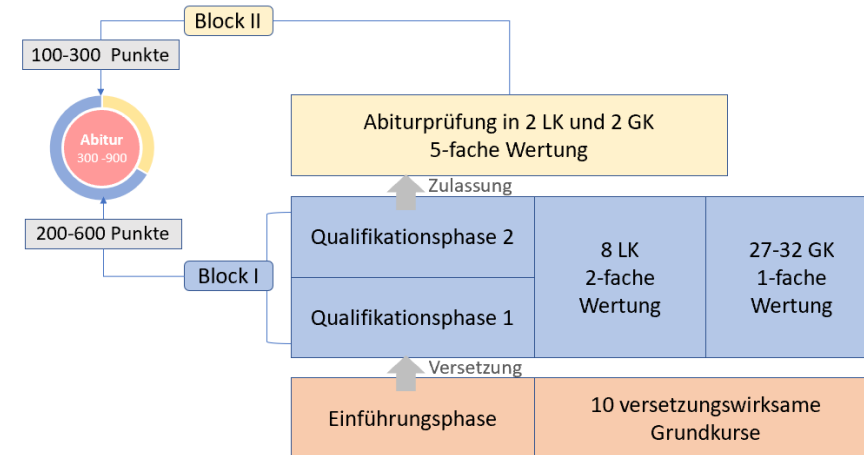 Block II
100-300 Punkte
Abitur
300 -900
200-600 Punkte
Block I
Abiturprüfung in 2 LK und 2 GK
5-fache Wertung
Zulassung
Qualifikationsphase 2
Qualifikationsphase 1
8 LK
2-fache
Wertung
27-32 GK
1-fache
Wertung
Versetzung
Einführungsphase
10 versetzungswirksame
Grundkurse